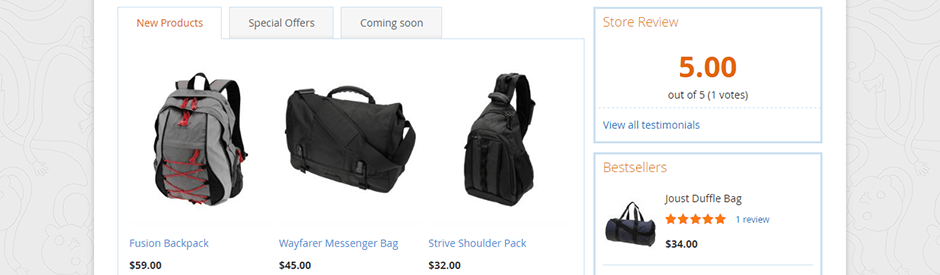 New Products
Special Offers
Coming soon
Fusion Backpack
$59.00
Wayfarer Messenger Bag
$45.00
Strive Shoulder Pack
$32.00
Store Review
5.00
out of 5 (1 votes)
View all testimonials
Bestsellers
Joust Duffle Bag
1 review
$34.00